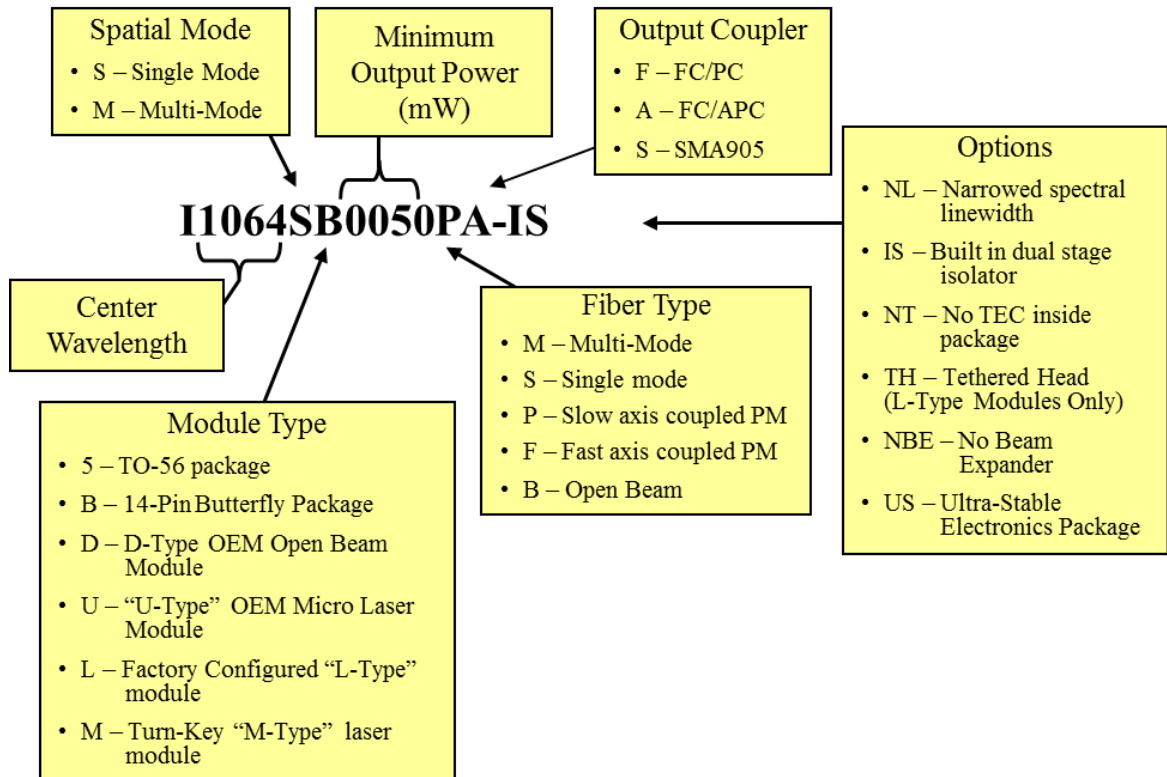 Spatial Mode
• S – Single Mode
• M – Multi-Mode
Minimum
Output Power
(mW)
Output Coupler
• F – FC/PC
• A – FC/APC
• S – SMA905
I1064SB0050PA-IS
Center
Wavelength
Module Type
• 5 – TO-56 package
• B – 14-Pin Butterfly Package
• D – D-Type OEM Open Beam
Module
• U – “U-Type” OEM Micro Laser
Module
• L – Factory Configured “L-Type”
module
• M – Turn-Key “M-Type” laser
module
Fiber Type
• M – Multi-Mode
• S – Single mode
• P – Slow axis coupled PM
• F – Fast axis coupled PM
• B – Open Beam
Options
• NL – Narrowed spectral
linewidth
• IS – Built in dual stage
isolator
• NT – No TEC inside
package
• TH – Tethered Head
(L-Type Modules Only)
• NBE – No Beam
Expander
• US – Ultra-Stable
Electronics Package